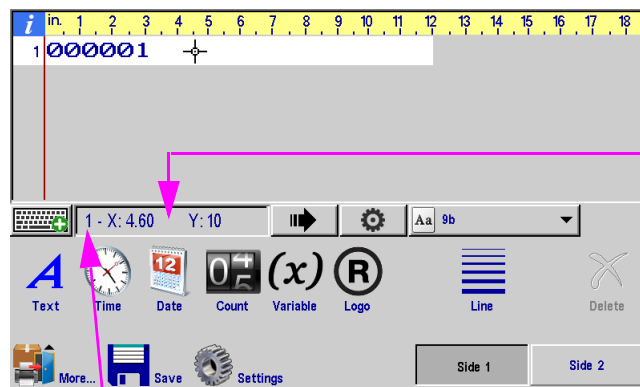 i in. 1 2 3 4 5 6 7 8 9 10 11 12 13 14 15 16 17 18
1 000001
1 - X: 4.60 Y: 10 Aa 9b
A 12 045 (x) R
Text Time Date Count Variable Logo Line Delete
More... Save Settings Side 1 Side 2